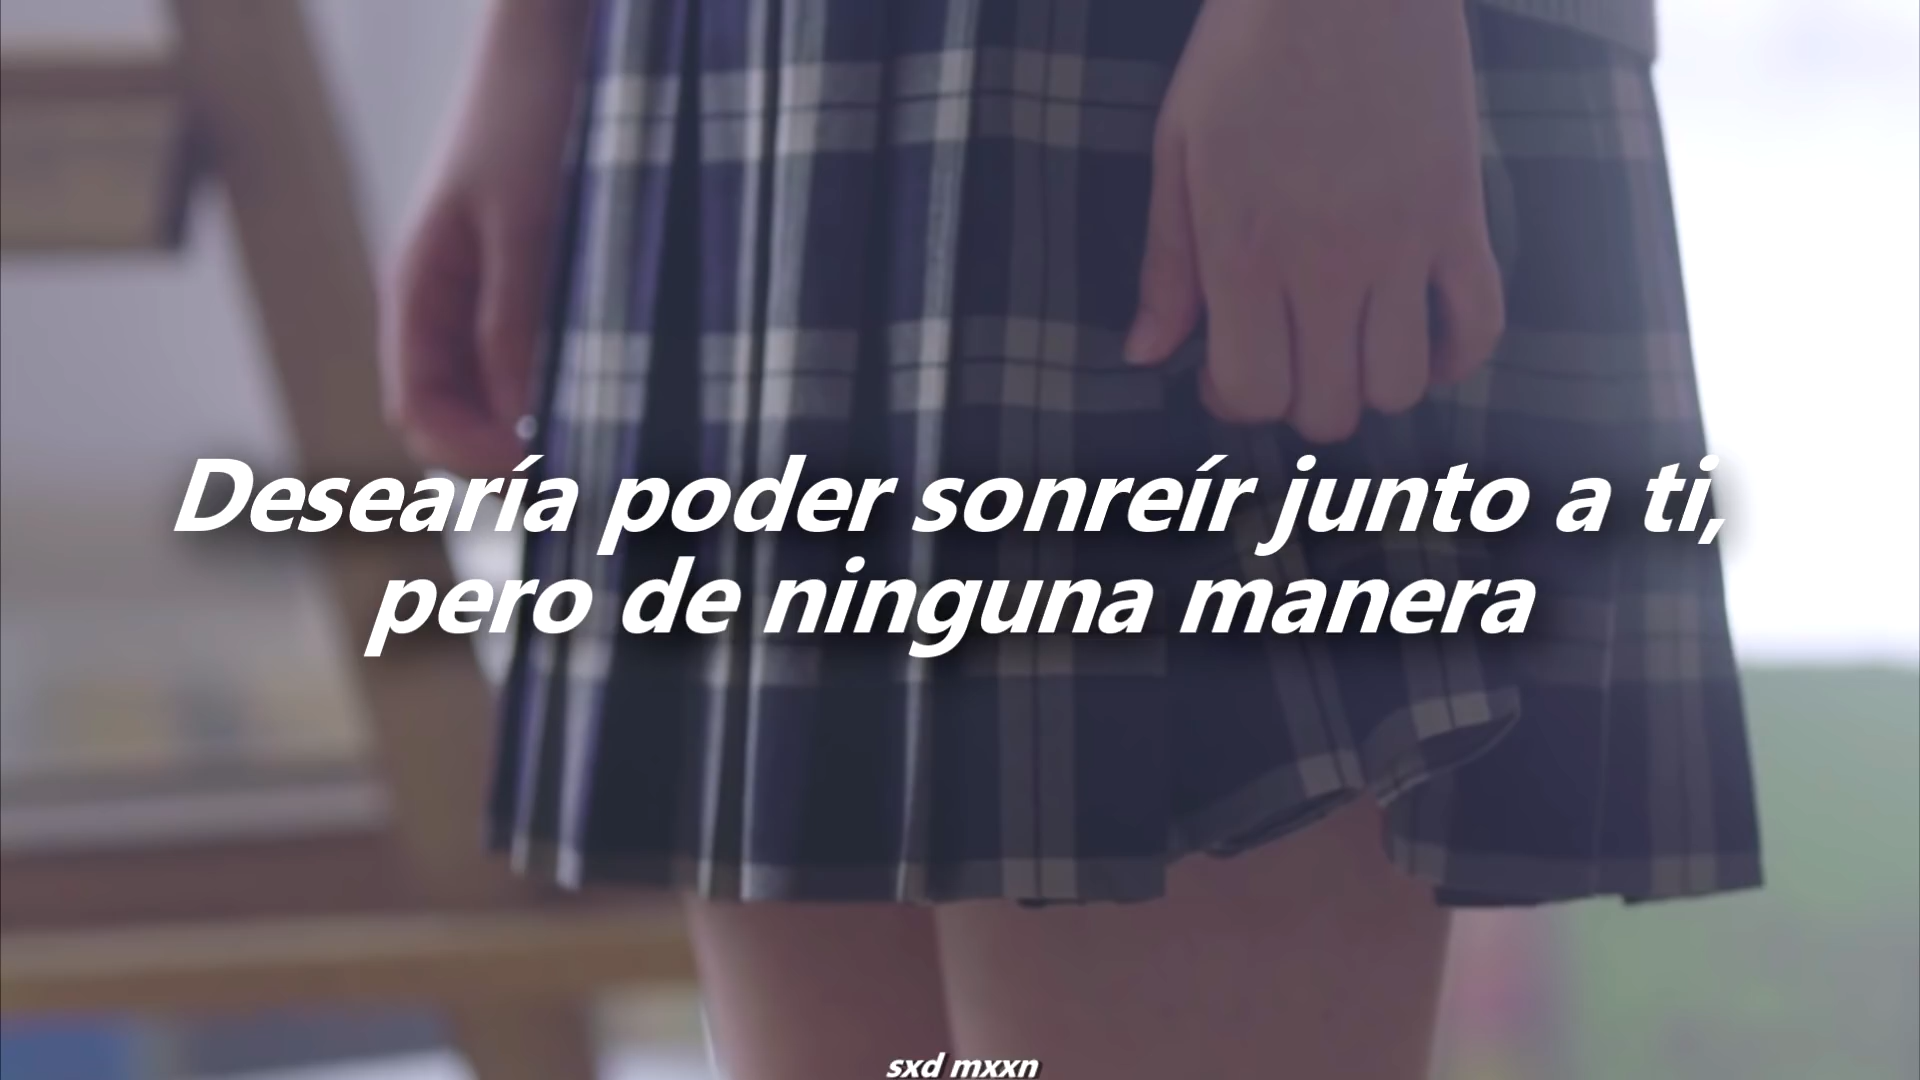 Desearía poder sonreír junto a ti,
pero de ninguna manera
sxd mxxn